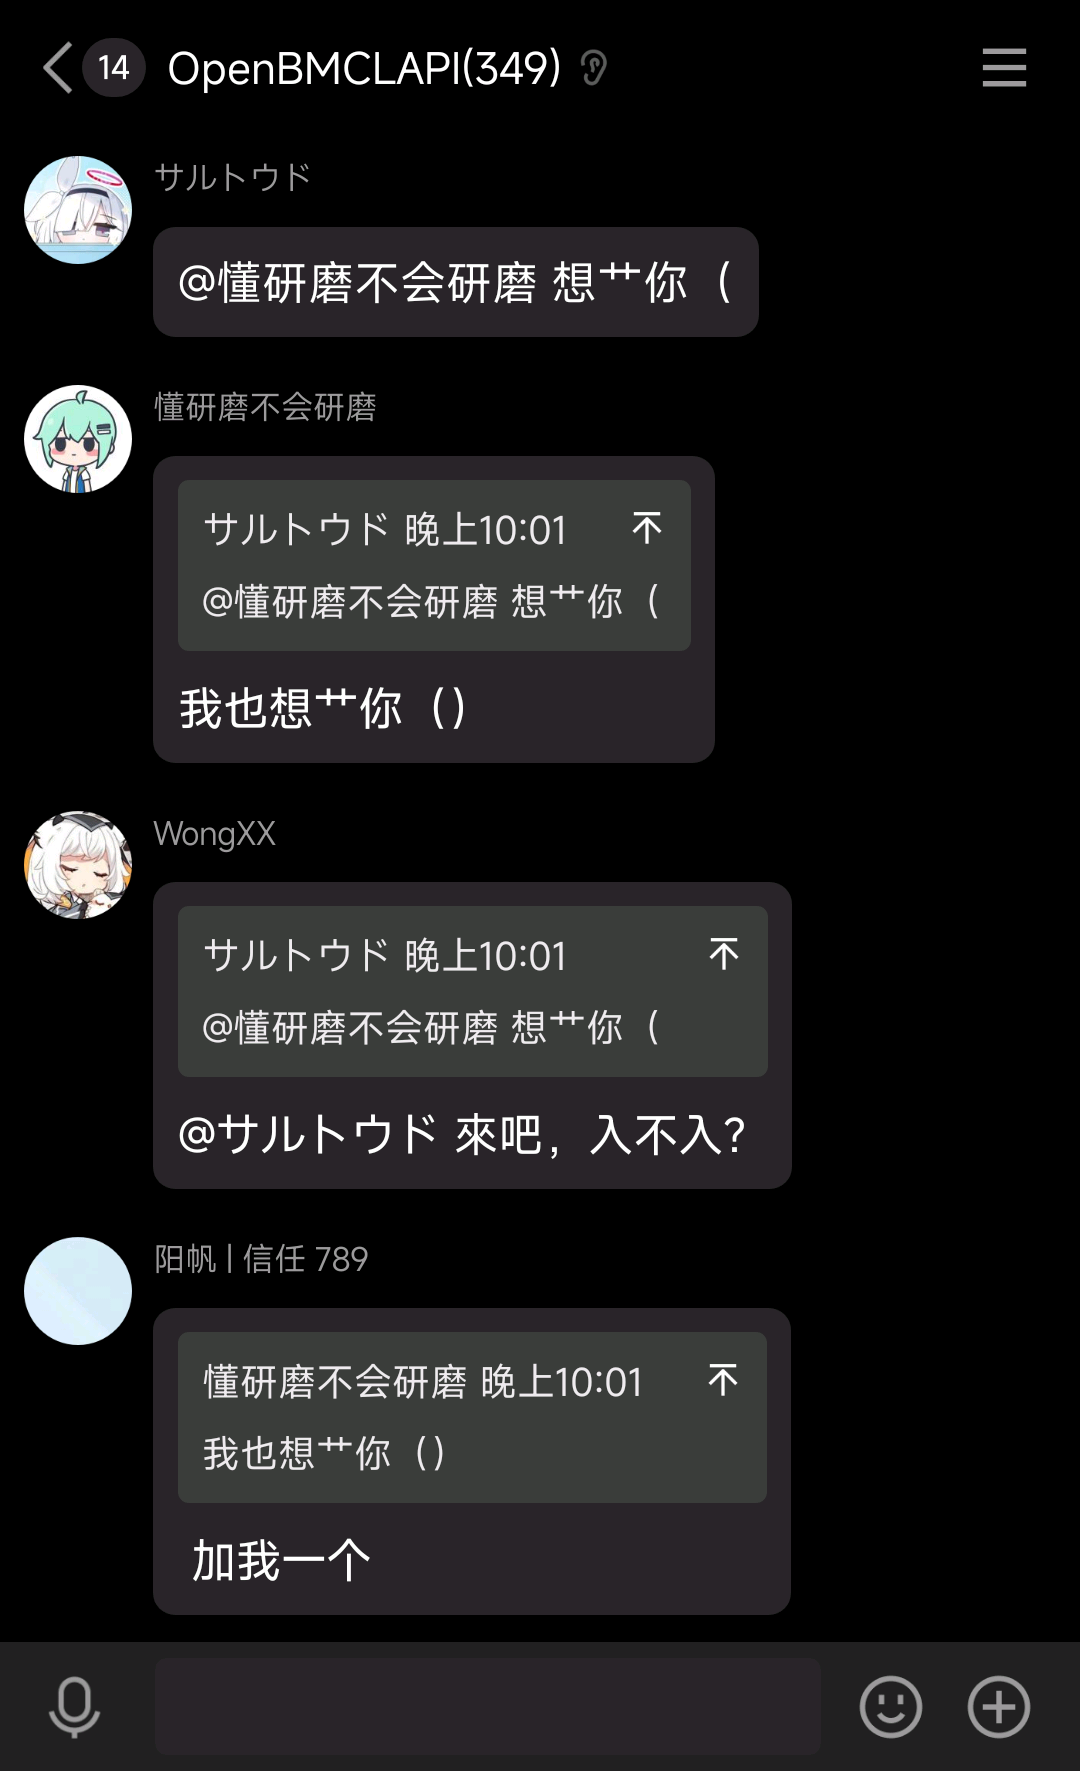 14 OpenBMCLAPI(349)
サルトウド
@懂研磨不会研磨 想艹你（
懂研磨不会研磨
サルトウド 晚上10:01
@懂研磨不会研磨 想艹你（
我也想艹你（）
WongXX
サルトウド 晚上10:01
@懂研磨不会研磨 想艹你（
@サルトウド 來吧，入不入？
阳帆 | 信任 789
懂研磨不会研磨 晚上10:01
我也想艹你（）
加我一个